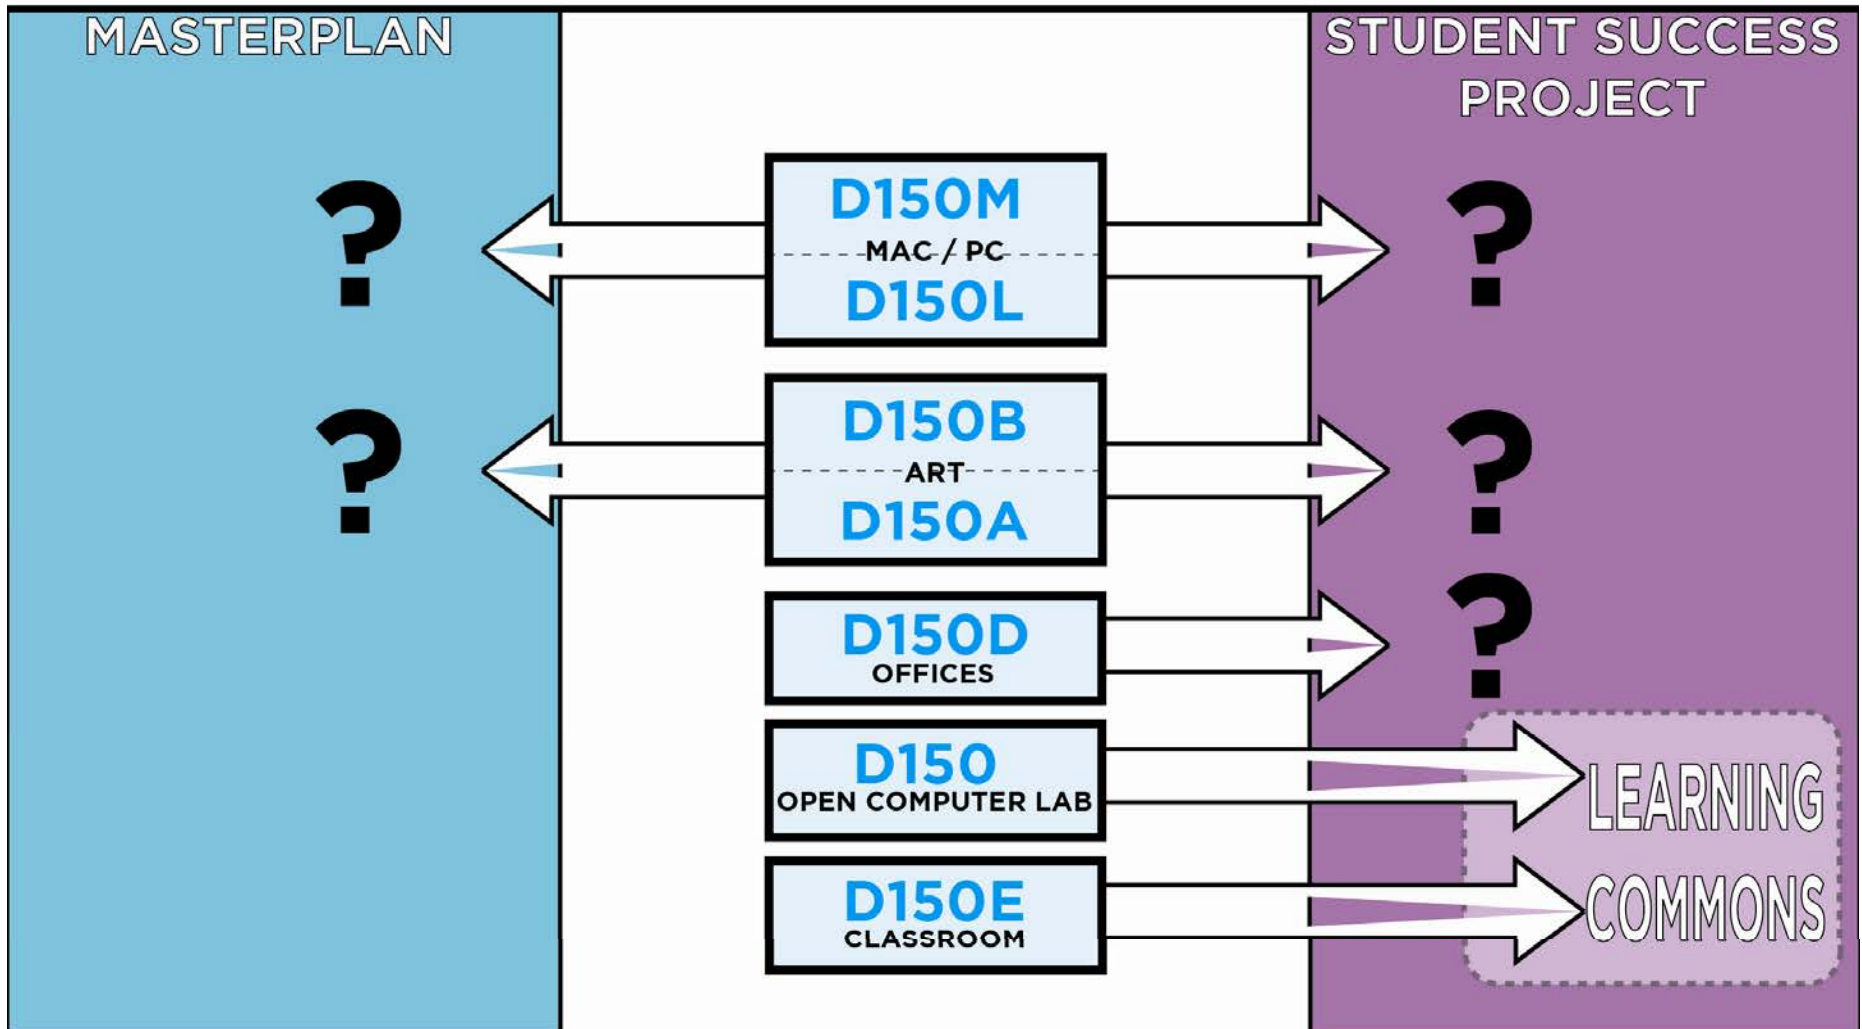 MASTERPLAN
STUDENT SUCCESS
PROJECT
?
D150M
MAC / PC
D150L
?
?
D150B
ART
D150A
?
D150D
OFFICES
?
D150
OPEN COMPUTER LAB
D150E
CLASSROOM
LEARNING
COMMONS